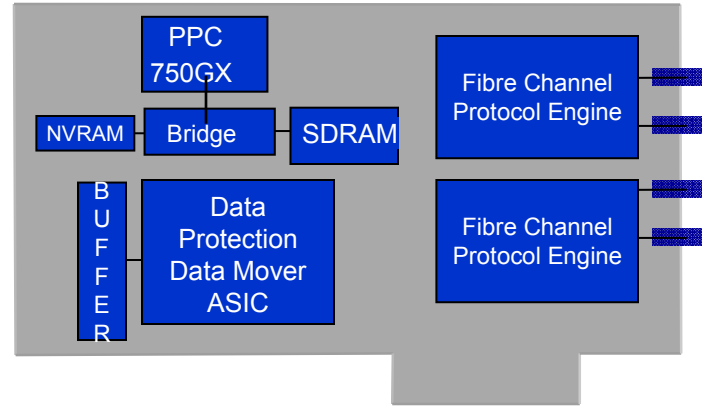 PPC
750GX
NVRAM
Bridge
SDRAM
Fibre Channel
Protocol Engine
B
U
F
F
E
R
Data
Protection
Data Mover
ASIC
Fibre Channel
Protocol Engine